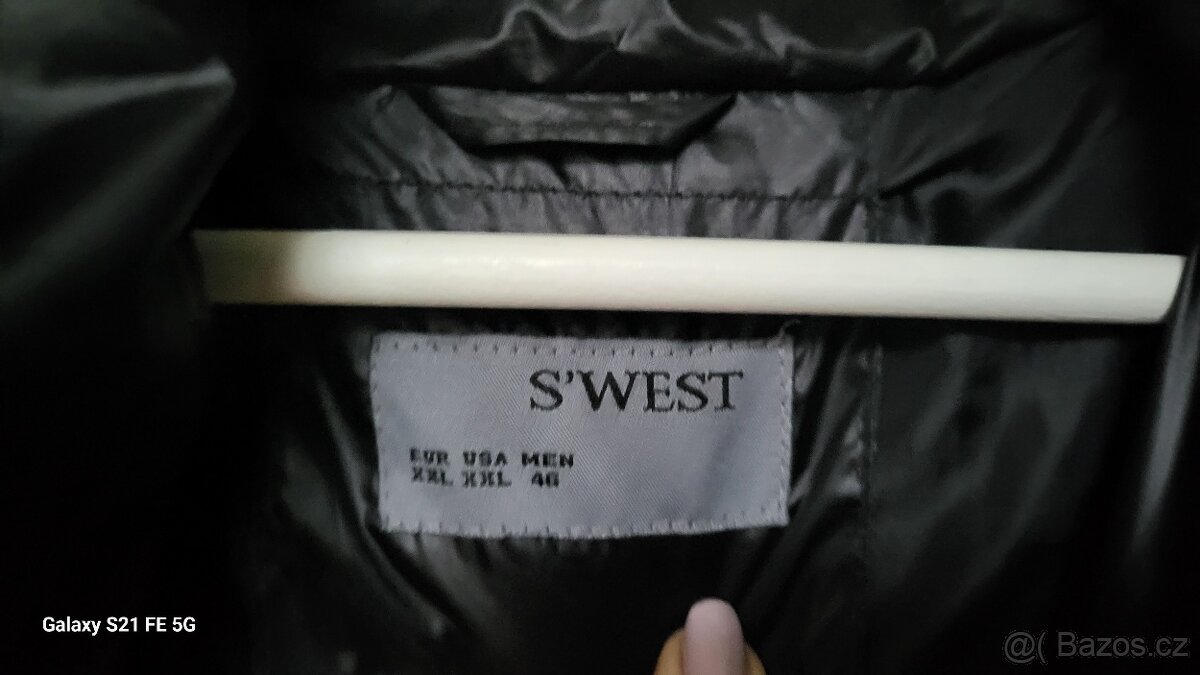 S'WEST
EUR USA MEN
XXL XXL 46
Galaxy S21 FE 5G
@( Bazos.cz